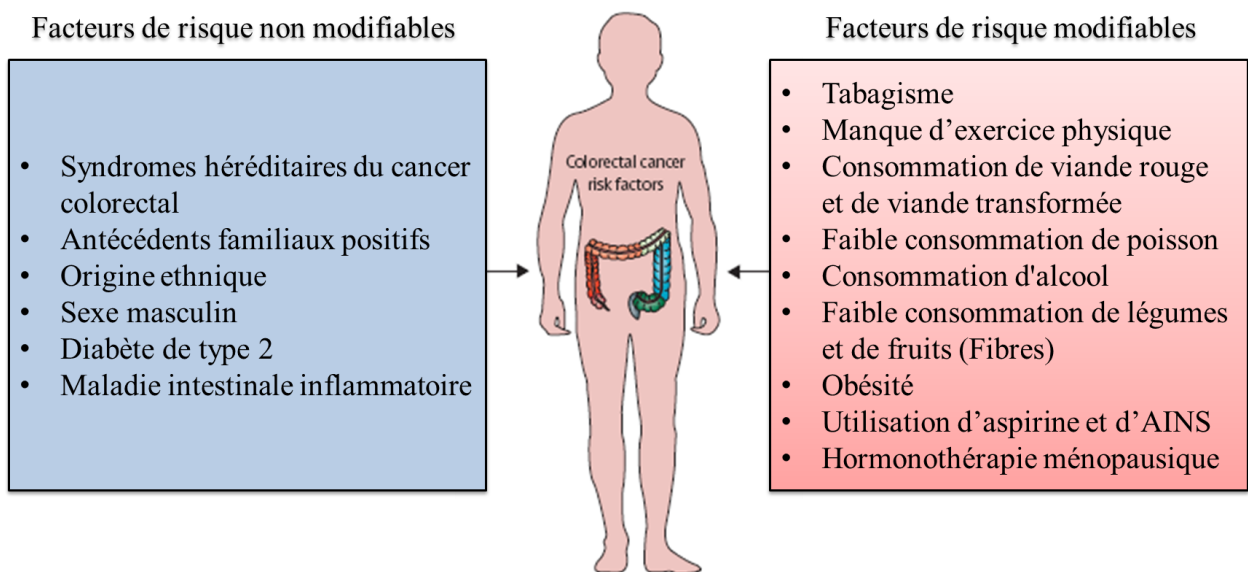 Facteurs de risque non modifiables
• Syndromes héréditaires du cancer
colorectal
• Antécédents familiaux positifs
• Origine ethnique
• Sexe masculin
• Diabète de type 2
• Maladie intestinale inflammatoire
Colorectal cancer
risk factors
Facteurs de risque modifiables
• Tabagisme
• Manque d’exercice physique
• Consommation de viande rouge
et de viande transformée
• Faible consommation de poisson
• Consommation d'alcool
• Faible consommation de légumes
et de fruits (Fibres)
• Obésité
• Utilisation d’aspirine et d’AINS
• Hormonothérapie ménopausique